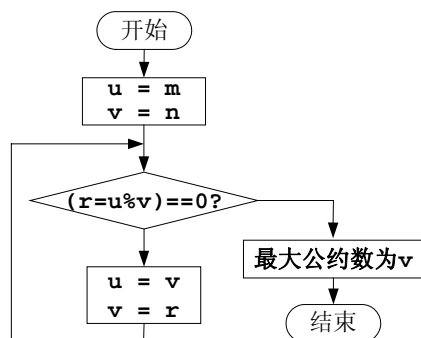 开始
u = m
v = n
(r=u%v)==0?
最大公约数为v
u = v
v = r
结束